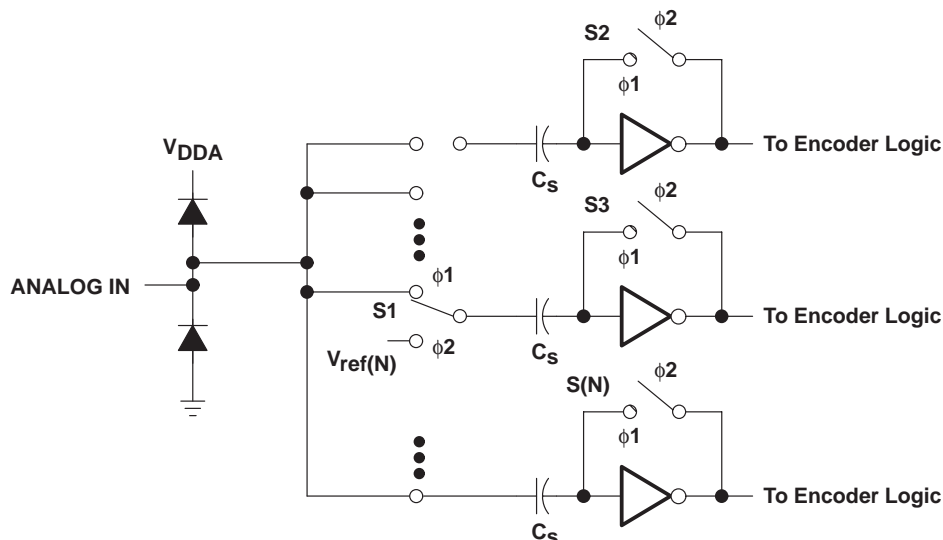 S2
ϕ2
ϕ1
VDDA
To Encoder Logic
Cs
S3
ϕ2
ϕ1
ANALOG IN
ϕ1
S1
To Encoder Logic
Vref(N)
ϕ2
Cs
S(N)
ϕ2
ϕ1
To Encoder Logic
Cs